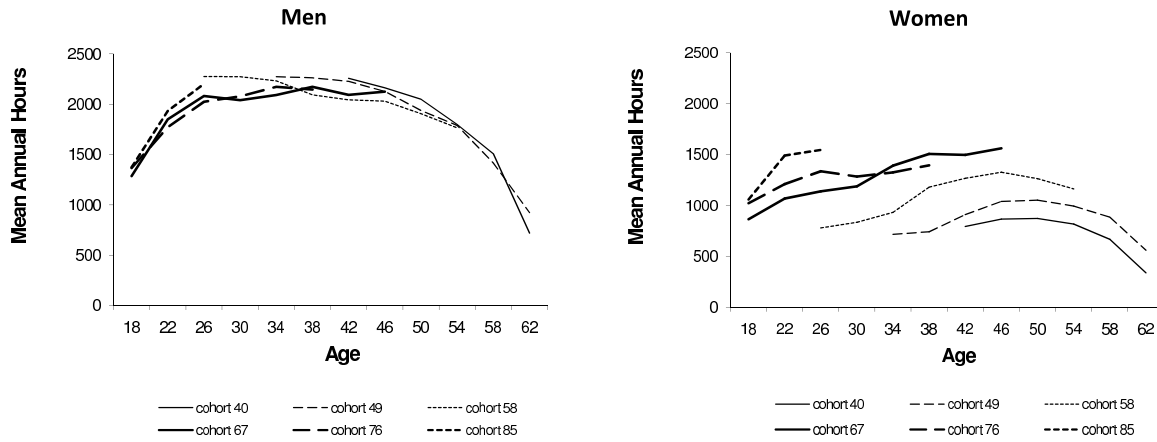 Men
2500
2000
1500
1000
500
0
Mean Annual Hours
18 22 26 30 34 38 42 46 50 54 58 62
Age
cohort 40 cohort 49 cohort 58
cohort 67 cohort 76 cohort 85
Women
2500
2000
1500
1000
500
0
Mean Annual Hours
18 22 26 30 34 38 42 46 50 54 58 62
Age
cohort 40 cohort 49 cohort 58
cohort 67 cohort 76 cohort 85